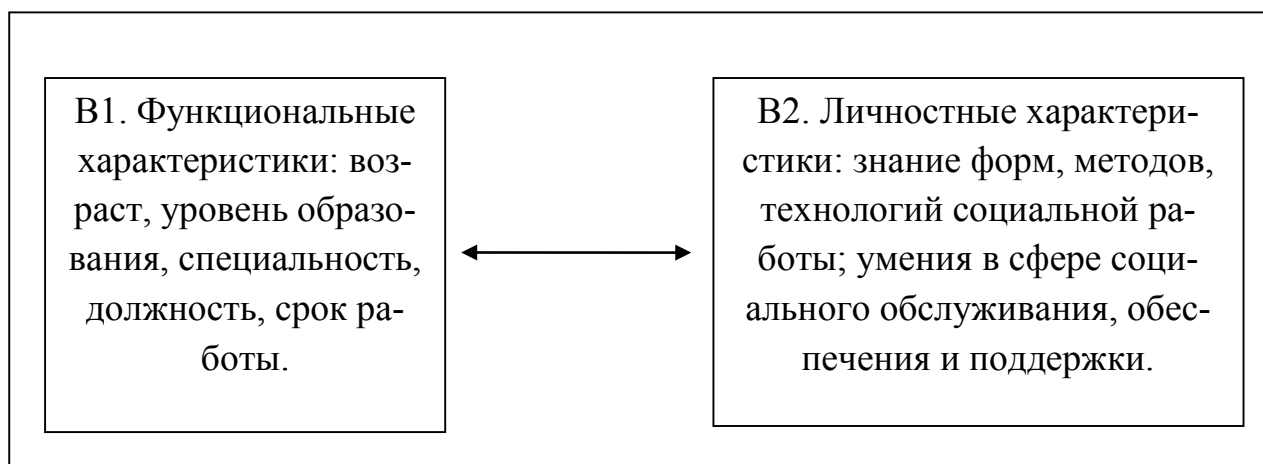 В1. Функциональные
характеристики: воз-
раст, уровень образо-
вания, специальность,
должность, срок ра-
боты.
В2. Личностные характери-
стики: знание форм, методов,
технологий социальной ра-
боты; умения в сфере соци-
ального обслуживания, обес-
печения и поддержки.